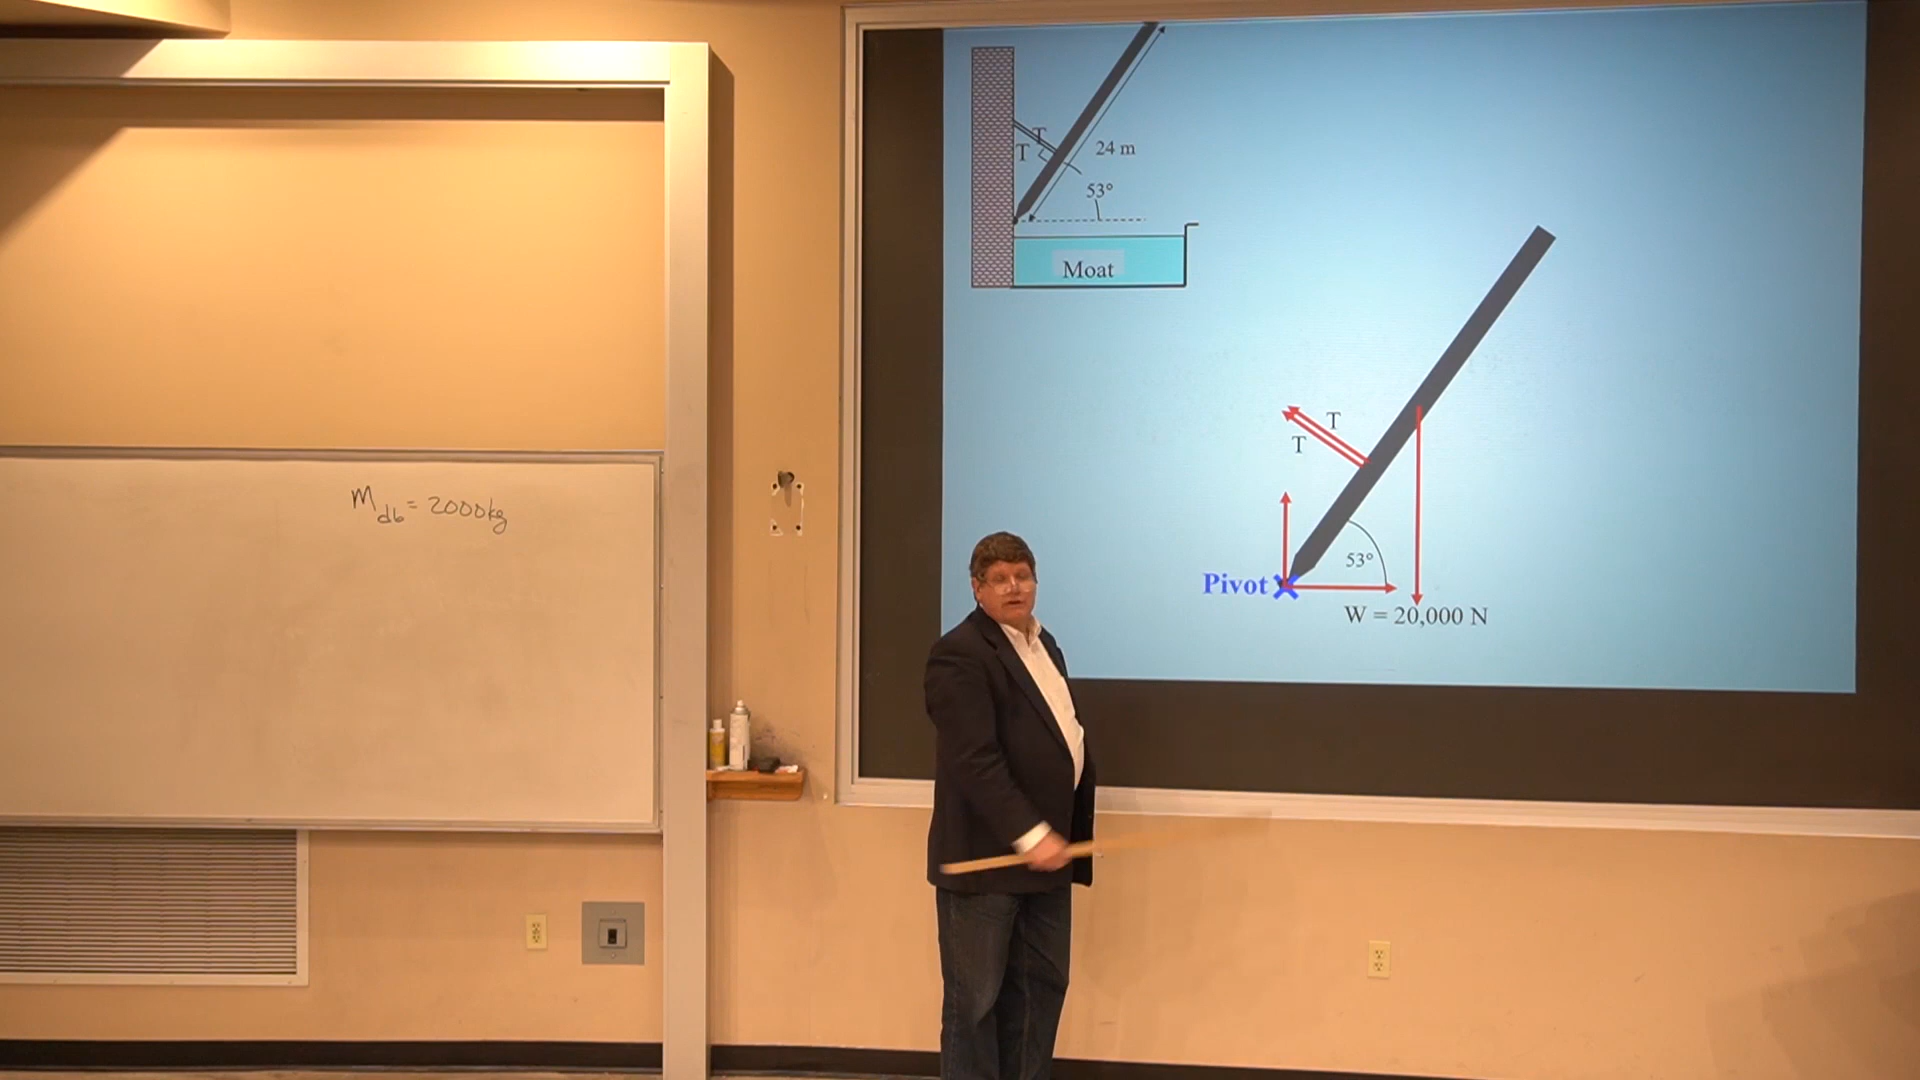 M_db = 2000kg
T
T
24 m
53°
Moat
T
T
53°
Pivot
W = 20,000 N